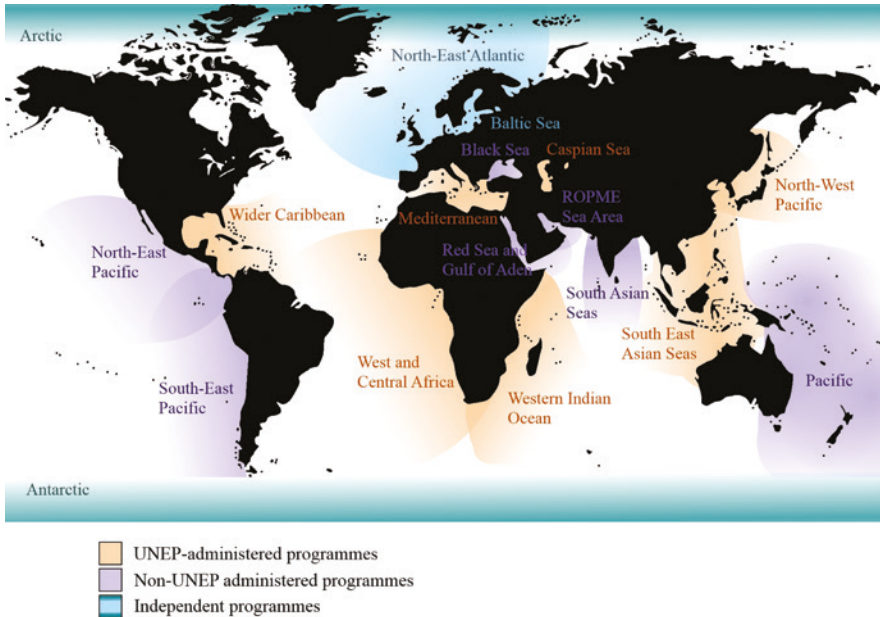 Arctic
North-East Atlantic
Baltic Sea
Black Sea
Caspian Sea
North-West
Pacific
ROPME
Sea Area
Wider Caribbean
Mediterranean
North-East
Pacific
Red Sea and
Gulf of Aden
South Asian
Seas
South East
Asian Seas
West and
Central Africa
Pacific
South-East
Pacific
Western Indian
Ocean
Antarctic
UNEP-administered programmes
Non-UNEP administered programmes
Independent programmes